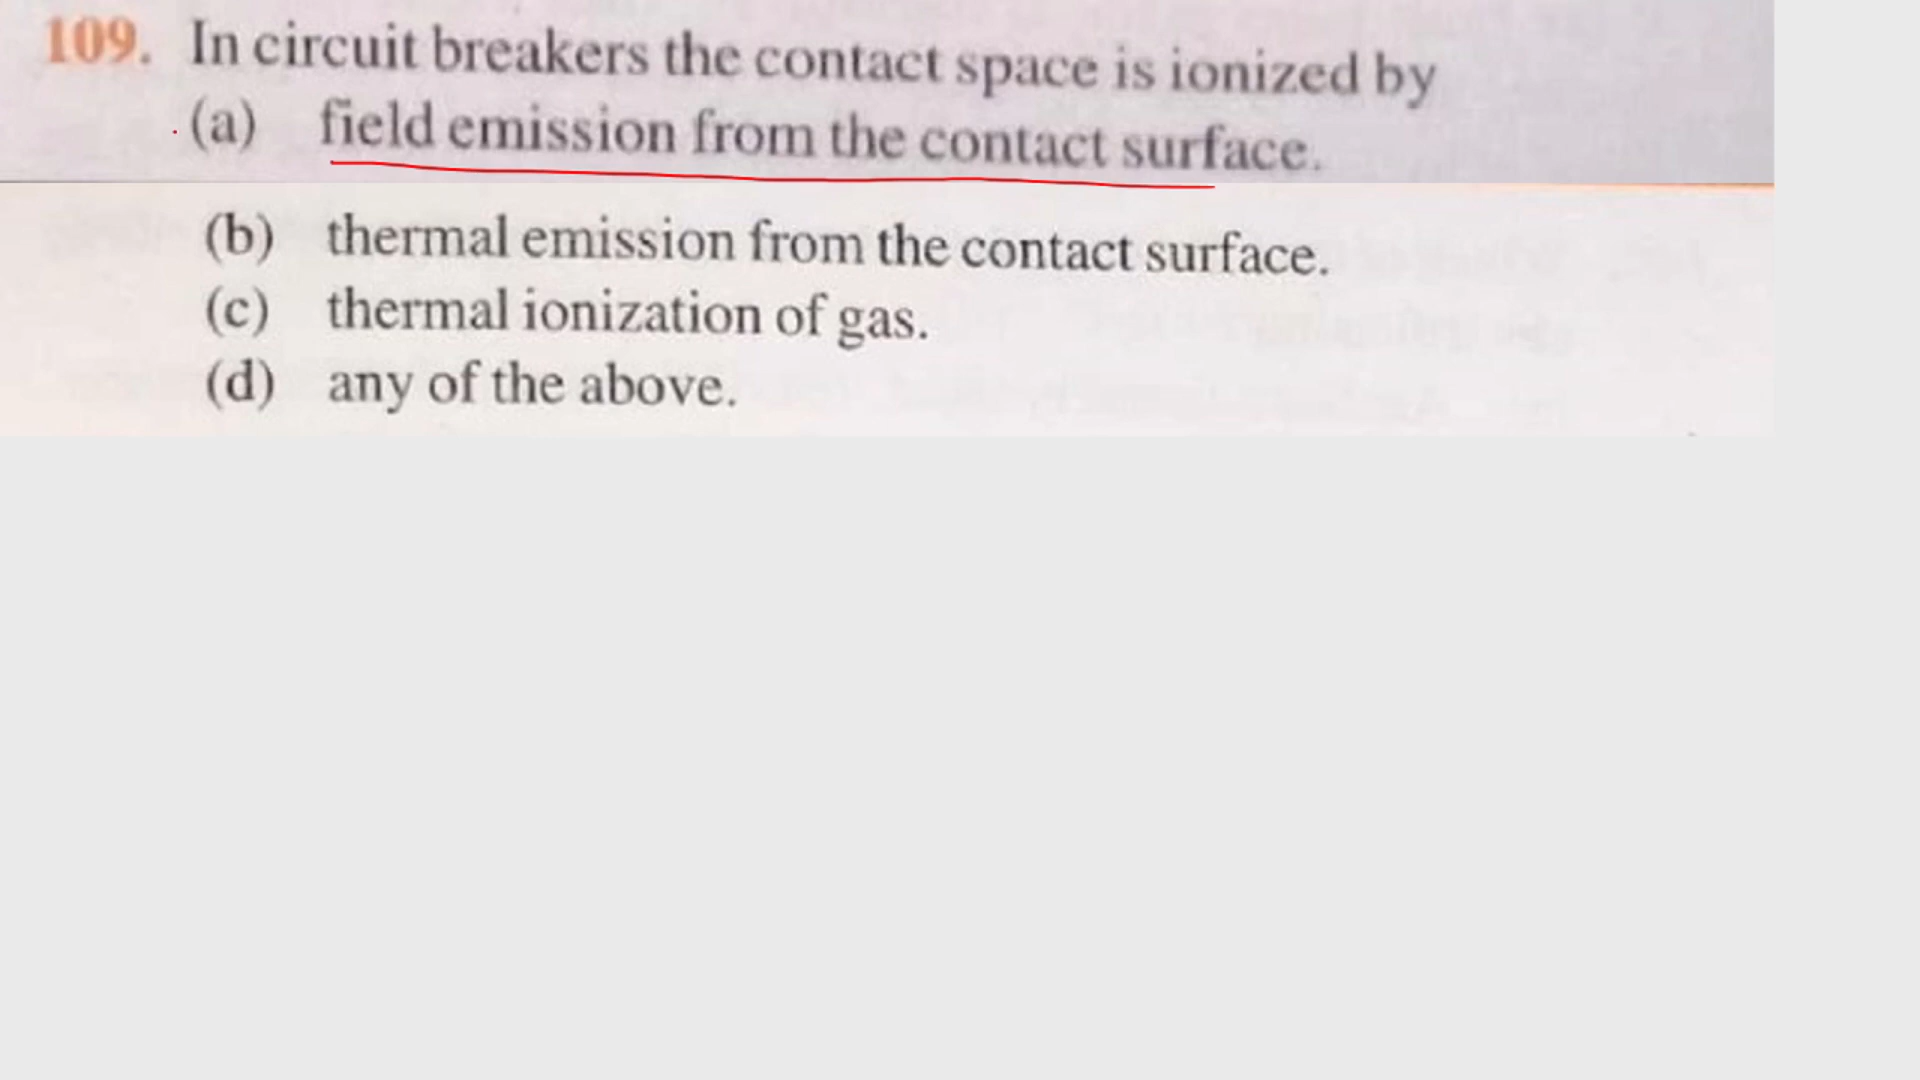 109. In circuit breakers the contact space is ionized by
(a) field emission from the contact surface.
(b) thermal emission from the contact surface.
(c) thermal ionization of gas.
(d) any of the above.